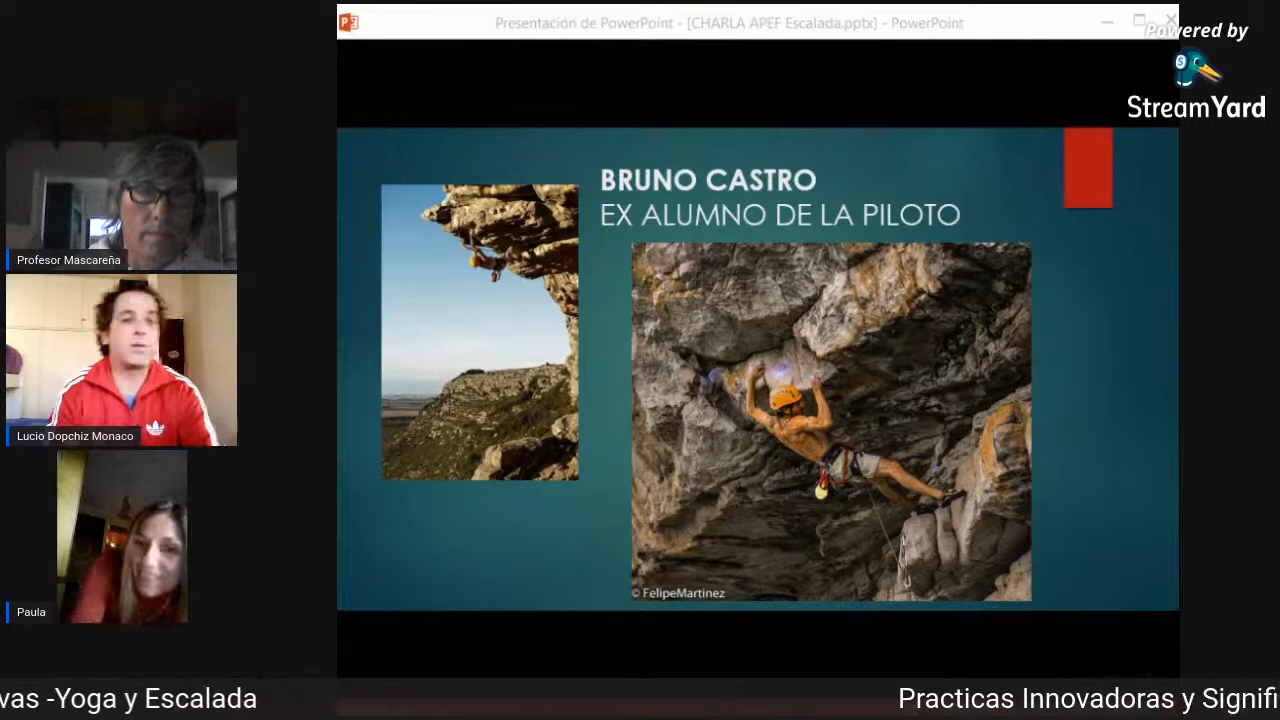 Presentación de PowerPoint - [CHARLA APEF Escalada.pptx] - PowerPoint
Powered by
StreamYard
BRUNO CASTRO
EX ALUMNO DE LA PILOTO
© FelipeMartinez
Profesor Mascareña
Lucio Dopchiz Monaco
Paula
vas -Yoga y Escalada
Practicas Innovadoras y Signifi